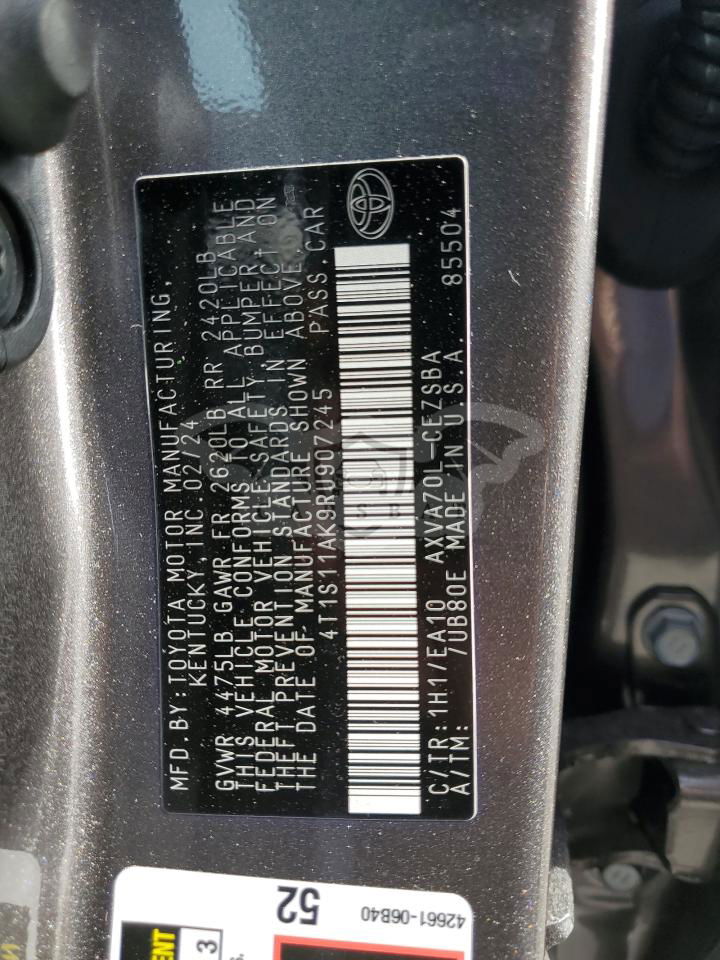 MFD.BY:TOYOTA MOTOR MANUFACTURING,
KENTUCKY, INC.02/24
GVWR 4475LB GAWR FR 2620LB RR 2420LB
THIS VEHICLE CONFORMS TO ALL APPLICABLE
FEDERAL MOTOR VEHICLE SAFETY, BUMPER, AND
THEFT PREVENTION STANDARDS IN EFFECT ON
THE DATE OF MANUFACTURE SHOWN ABOVE.
4T1S11AK9RU907245 PASS.CAR
C/TR:1H1/EA10 AXVA70L-CEZSBA 85504
A/TM: /UB80E MADE IN U.S.A.
52
42661-06B40
3